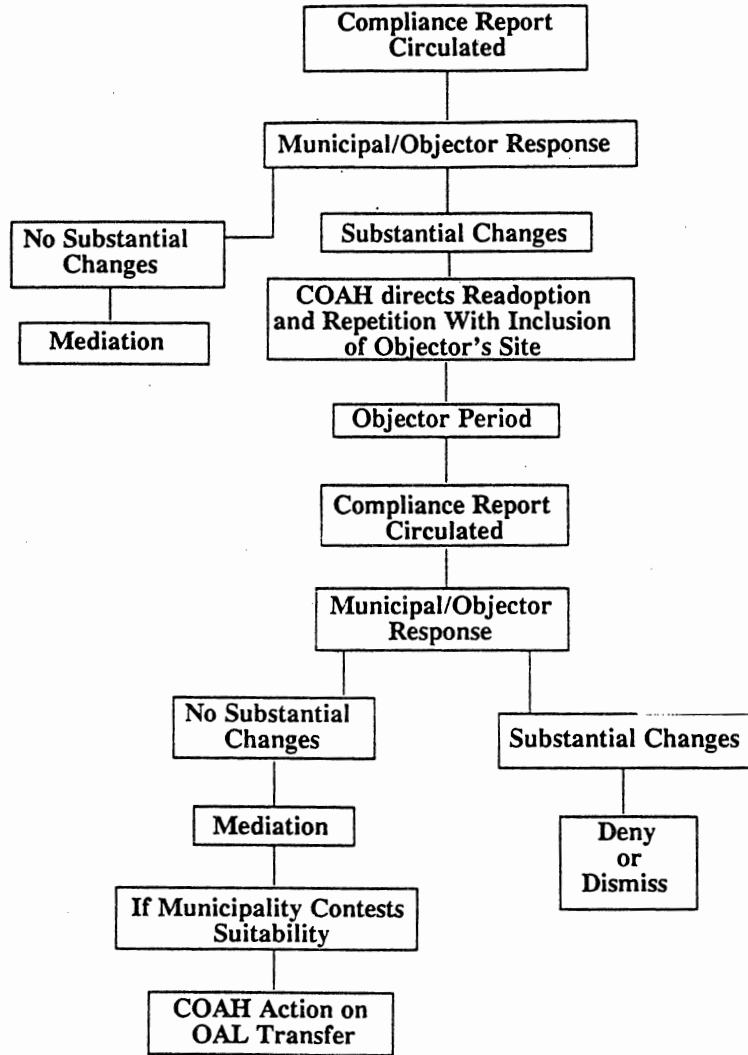 Compliance Report
Circulated
Municipal/Objector Response
No Substantial
Changes
Substantial Changes
Mediation
COAH directs Readoption
and Repetition With Inclusion
of Objector's Site
Objector Period
Compliance Report
Circulated
Municipal/Objector
Response
No Substantial
Changes
Substantial Changes
Mediation
Deny
or
Dismiss
If Municipality Contests
Suitability
COAH Action on
OAL Transfer